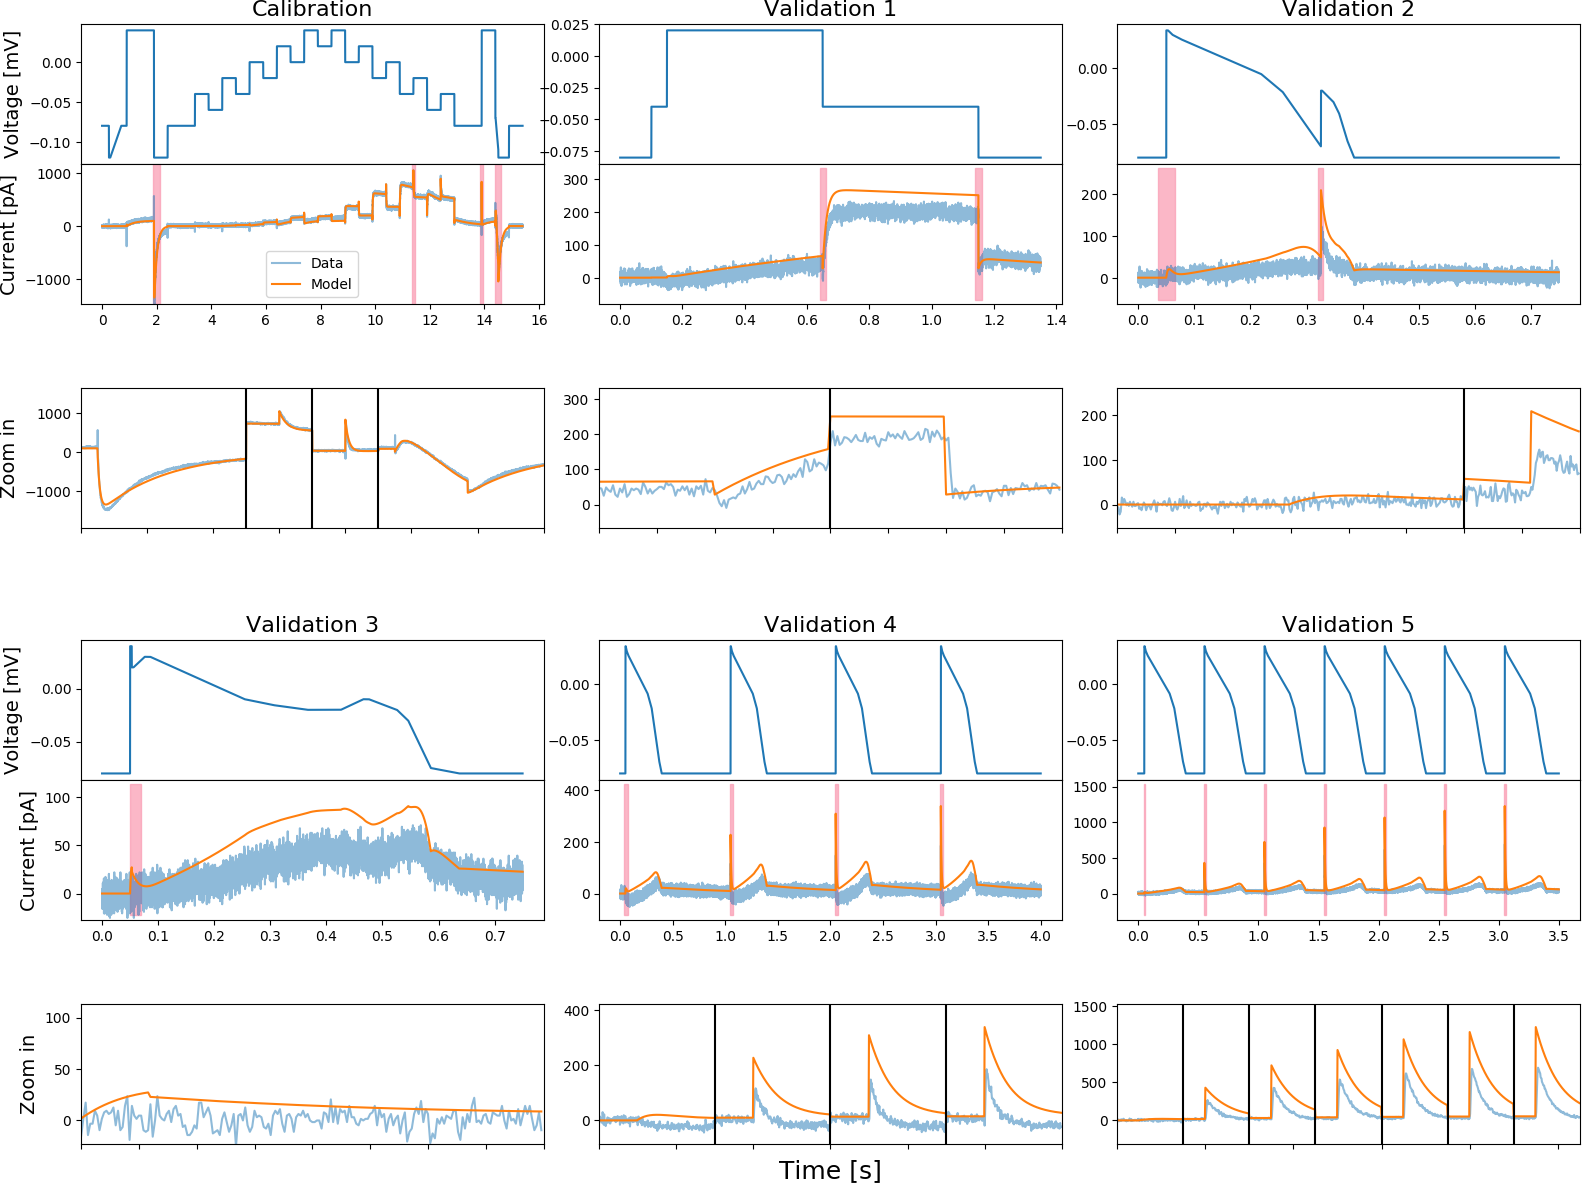 Calibration
Validation 1
Validation 2
Voltage [mV]
0.00
−0.05
−0.10
0.025
0.000
−0.025
−0.050
−0.075
0.00
−0.05
Current [pA]
1000
0
−1000
Data
Model
300
200
100
0
200
100
0
0 2 4 6 8 10 12 14 16
0.0 0.2 0.4 0.6 0.8 1.0 1.2 1.4
0.0 0.1 0.2 0.3 0.4 0.5 0.6 0.7
Zoom in
1000
0
−1000
300
200
100
0
200
100
0
Validation 3
Validation 4
Validation 5
Voltage [mV]
0.00
−0.05
0.00
−0.05
0.00
−0.05
Current [pA]
100
50
0
400
200
0
1500
1000
500
0
0.0 0.1 0.2 0.3 0.4 0.5 0.6 0.7
0.0 0.5 1.0 1.5 2.0 2.5 3.0 3.5 4.0
0.0 0.5 1.0 1.5 2.0 2.5 3.0 3.5
Zoom in
100
50
0
400
200
0
1500
1000
500
0
Time [s]